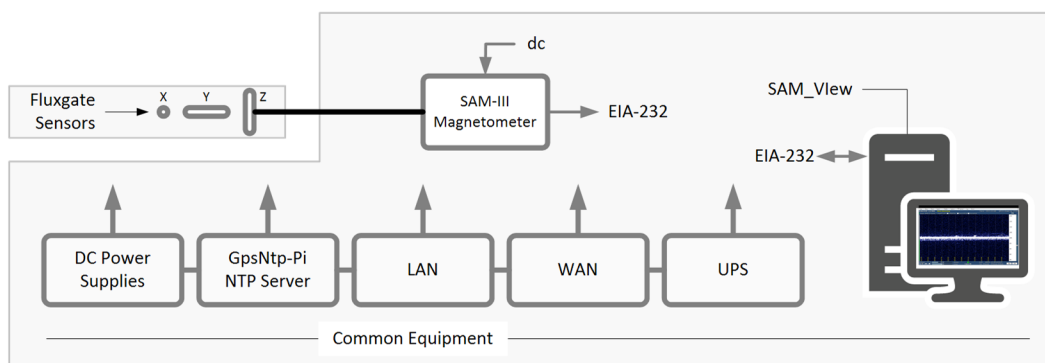 dc
Fluxgate
Sensors
X
Y
Z
SAM-III
Magnetometer
EIA-232
SAM_VIew
EIA-232
DC Power
Supplies
GpsNtp-Pi
NTP Server
LAN
WAN
UPS
Common Equipment